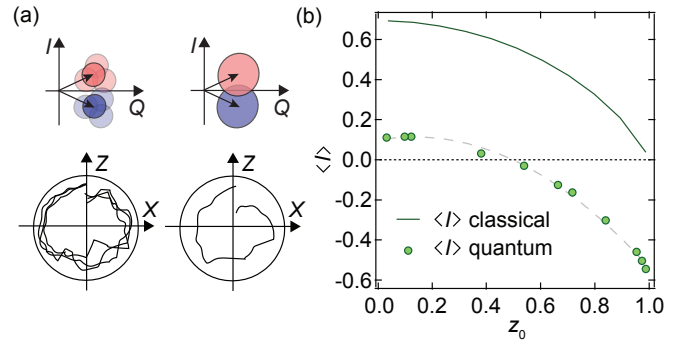 (a)
I
Q
I
Q
Z
X
Z
X
(b)
0.6
0.4
0.2
0.0
-0.2
-0.4
-0.6
⟨I⟩
⟨I⟩ classical
⟨I⟩ quantum
0.0 0.2 0.4 0.6 0.8 1.0
z₀